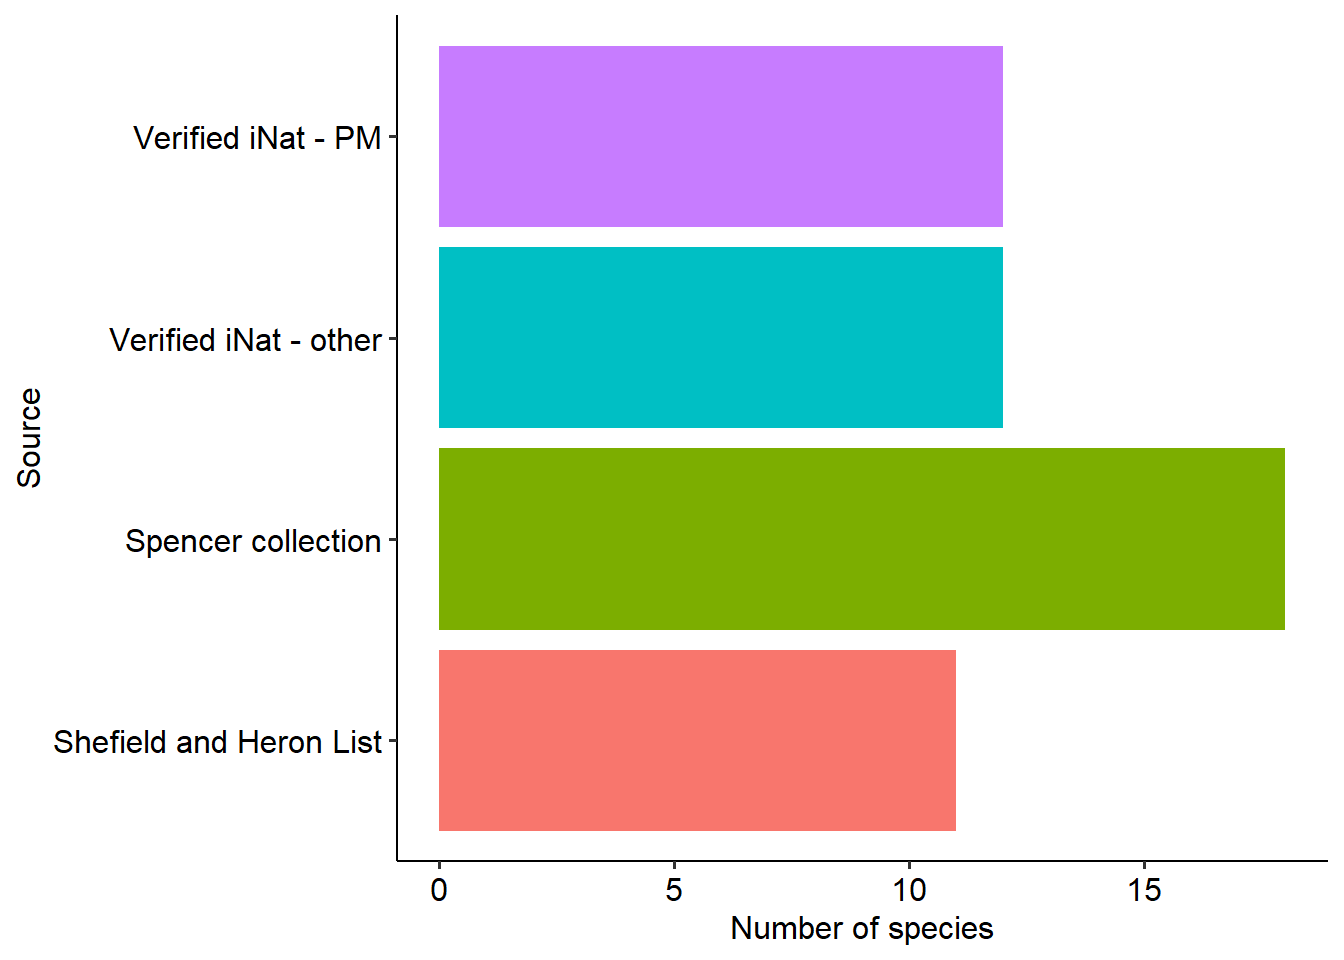 Verified iNat - PM
Verified iNat - other
Spencer collection
Shefield and Heron List
Source
0 5 10 15
Number of species